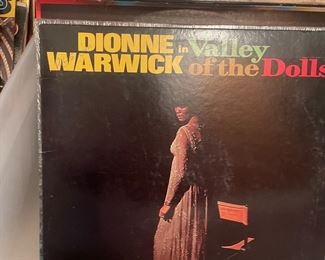 DIONNE in Valley
WARWICK of the Dolls